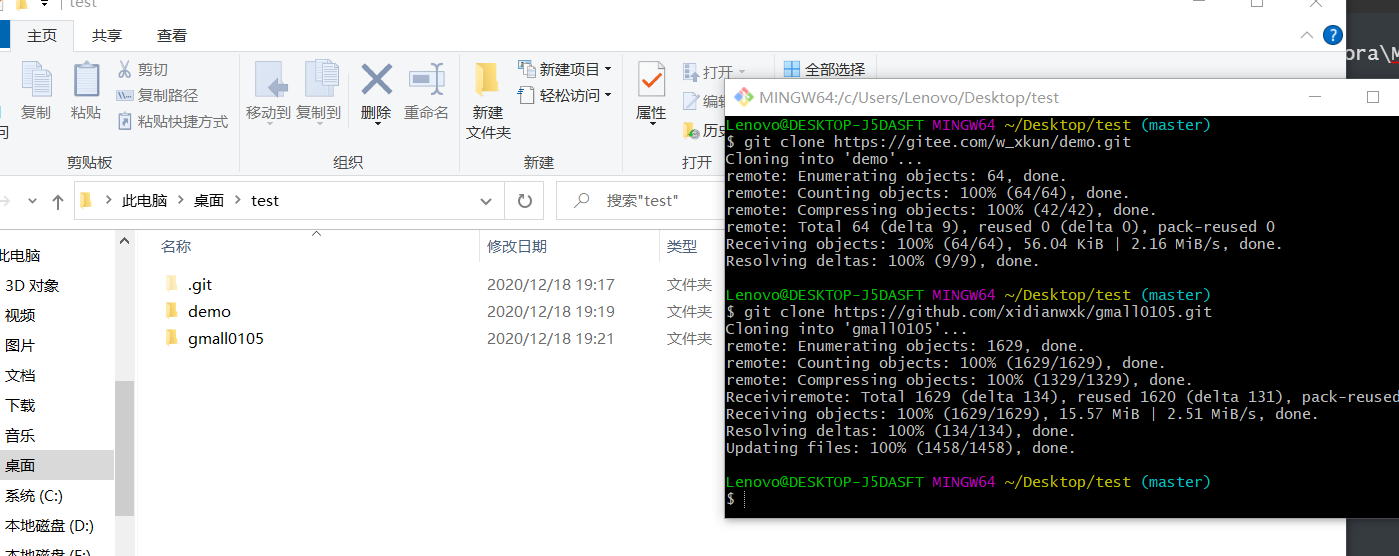 test
主页 共享 查看
ora\M
复制 粘贴 剪切 复制路径 粘贴快捷方式
剪贴板
移动到 复制到 删除 重命名
组织
新建
文件夹
新建项目
轻松访问
新建
属性 打开
历史
打开
全部选择
此电脑 桌面 test
搜索"test"
名称 修改日期 类型
.git 2020/12/18 19:17 文件夹
demo 2020/12/18 19:19 文件夹
gmall0105 2020/12/18 19:21 文件夹
此电脑
3D 对象
视频
图片
文档
下载
音乐
桌面
系统 (C:)
本地磁盘 (D:)
MINGW64:/c/Users/Lenovo/Desktop/test
Lenovo@DESKTOP-J5DASFT MINGW64 ~/Desktop/test (master)
$ git clone https://gitee.com/w_xkun/demo.git
Cloning into 'demo'...
remote: Enumerating objects: 64, done.
remote: Counting objects: 100% (64/64), done.
remote: Compressing objects: 100% (42/42), done.
remote: Total 64 (delta 9), reused 0 (delta 0), pack-reused 0
Receiving objects: 100% (64/64), 56.04 KiB | 2.16 MiB/s, done.
Resolving deltas: 100% (9/9), done.
Lenovo@DESKTOP-J5DASFT MINGW64 ~/Desktop/test (master)
$ git clone https://github.com/xidianwxk/gmall0105.git
Cloning into 'gmall0105'...
remote: Enumerating objects: 1629, done.
remote: Counting objects: 100% (1629/1629), done.
remote: Compressing objects: 100% (1329/1329), done.
Receiviremote: Total 1629 (delta 134), reused 1620 (delta 131), pack-reused
Receiving objects: 100% (1629/1629), 15.57 MiB | 2.51 MiB/s, done.
Resolving deltas: 100% (134/134), done.
Updating files: 100% (1458/1458), done.
Lenovo@DESKTOP-J5DASFT MINGW64 ~/Desktop/test (master)
$